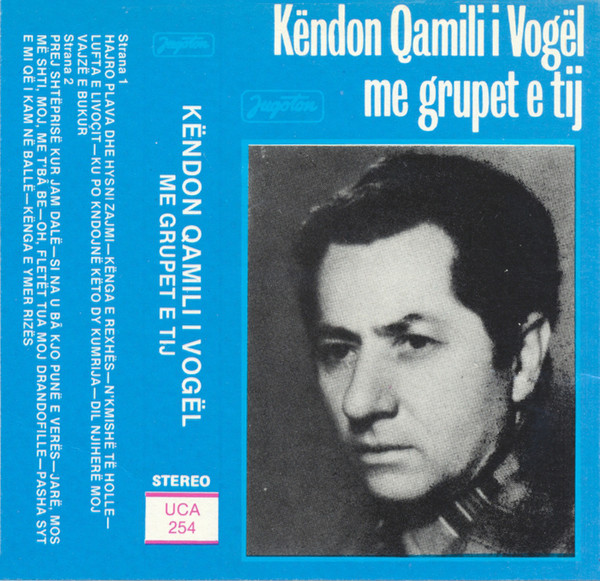 Këndon Qamili i Vogël
me grupet e tij
Jugoton
Jugoton
KËNDON QAMILI I VOGËL
ME GRUPET E TIJ
STEREO
UCA
254
Strana 1
HAJRO PLAVA DHE HYSNI ZAJMI—KËNGA E REXHËS—N'KMISHË TË HOLLE—
LUFTA E LIVOÇIT—KU PO KNDOJNË KËTO DY KUMRIJA—DIL NJIHERË MOJ
VAJZË E BUKUR
Strana 2
PREJ SHTËPRISË KUR JAM DALË—SI NA U BÂ KJO PUNË E VERËS—JARË, MOS
MË SHTI, MOJ, ME T'BÂ BE—OH, FLETËT TUA MOJ DRANDOFILLE—PASHA SYT
E MI QË I KAM NË BALLË—KËNGA E YMER RIZËS